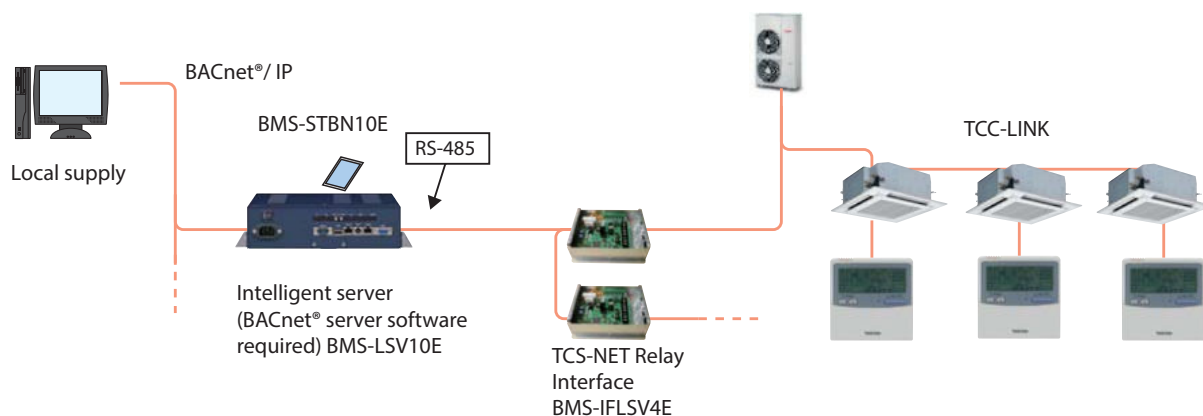 BACnet®/ IP
BMS-STBN10E
RS-485
TCC-LINK
Local supply
Intelligent server
(BACnet® server software
required) BMS-LSV10E
TCS-NET Relay
Interface
BMS-IFLSV4E